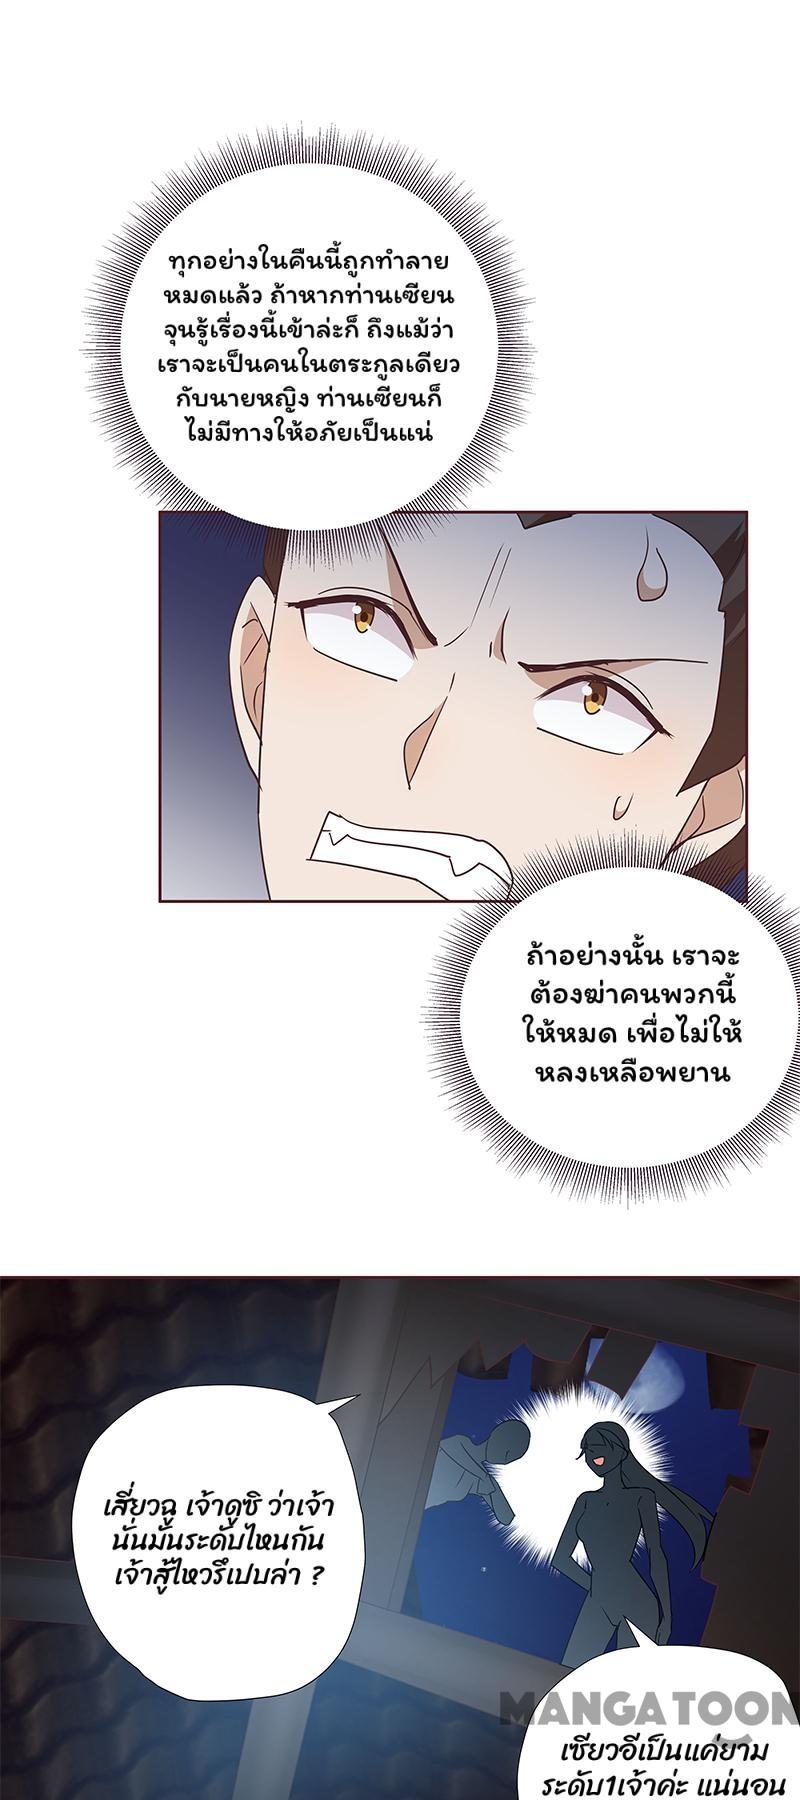 ทุกอย่างในคืนนี้ถูกทำลาย
หมดแล้ว ถ้าหากท่านเซียน
จุนรู้เรื่องนี้เข้าล่ะก็ ถึงแม้ว่า
เราจะเป็นคนในตระกูลเดียว
กับนายหญิง ท่านเซียนก็
ไม่มีทางให้อภัยเป็นแน่
ถ้าอย่างนั้น เราจะ
ต้องฆ่าคนพวกนี้
ให้หมด เพื่อไม่ให้
หลงเหลือพยาน
เสี่ยวฉู เจ้าดูซิ ว่าเจ้า
นั่นมันระดับไหนกัน
เจ้าสู้ไหวรึเปบล่า ?
MANGATOON
เซียวอีเป็นแค่ยาม
ระดับ1เจ้าค่ะ แน่นอน